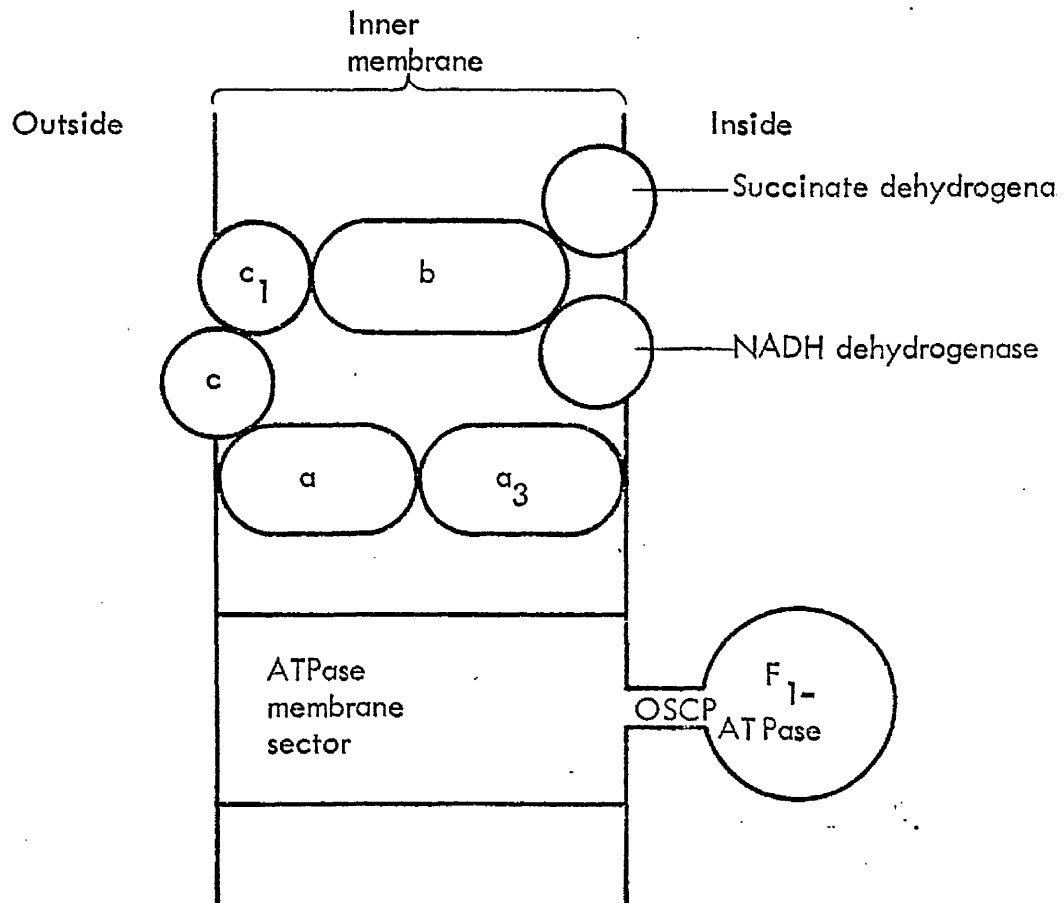 Inner
membrane
Outside
Inside
Succinate dehydrogena
c1
b
NADH dehydrogenase
c
a
a3
ATPase
membrane
sector
F1-
ATPase
OSCP